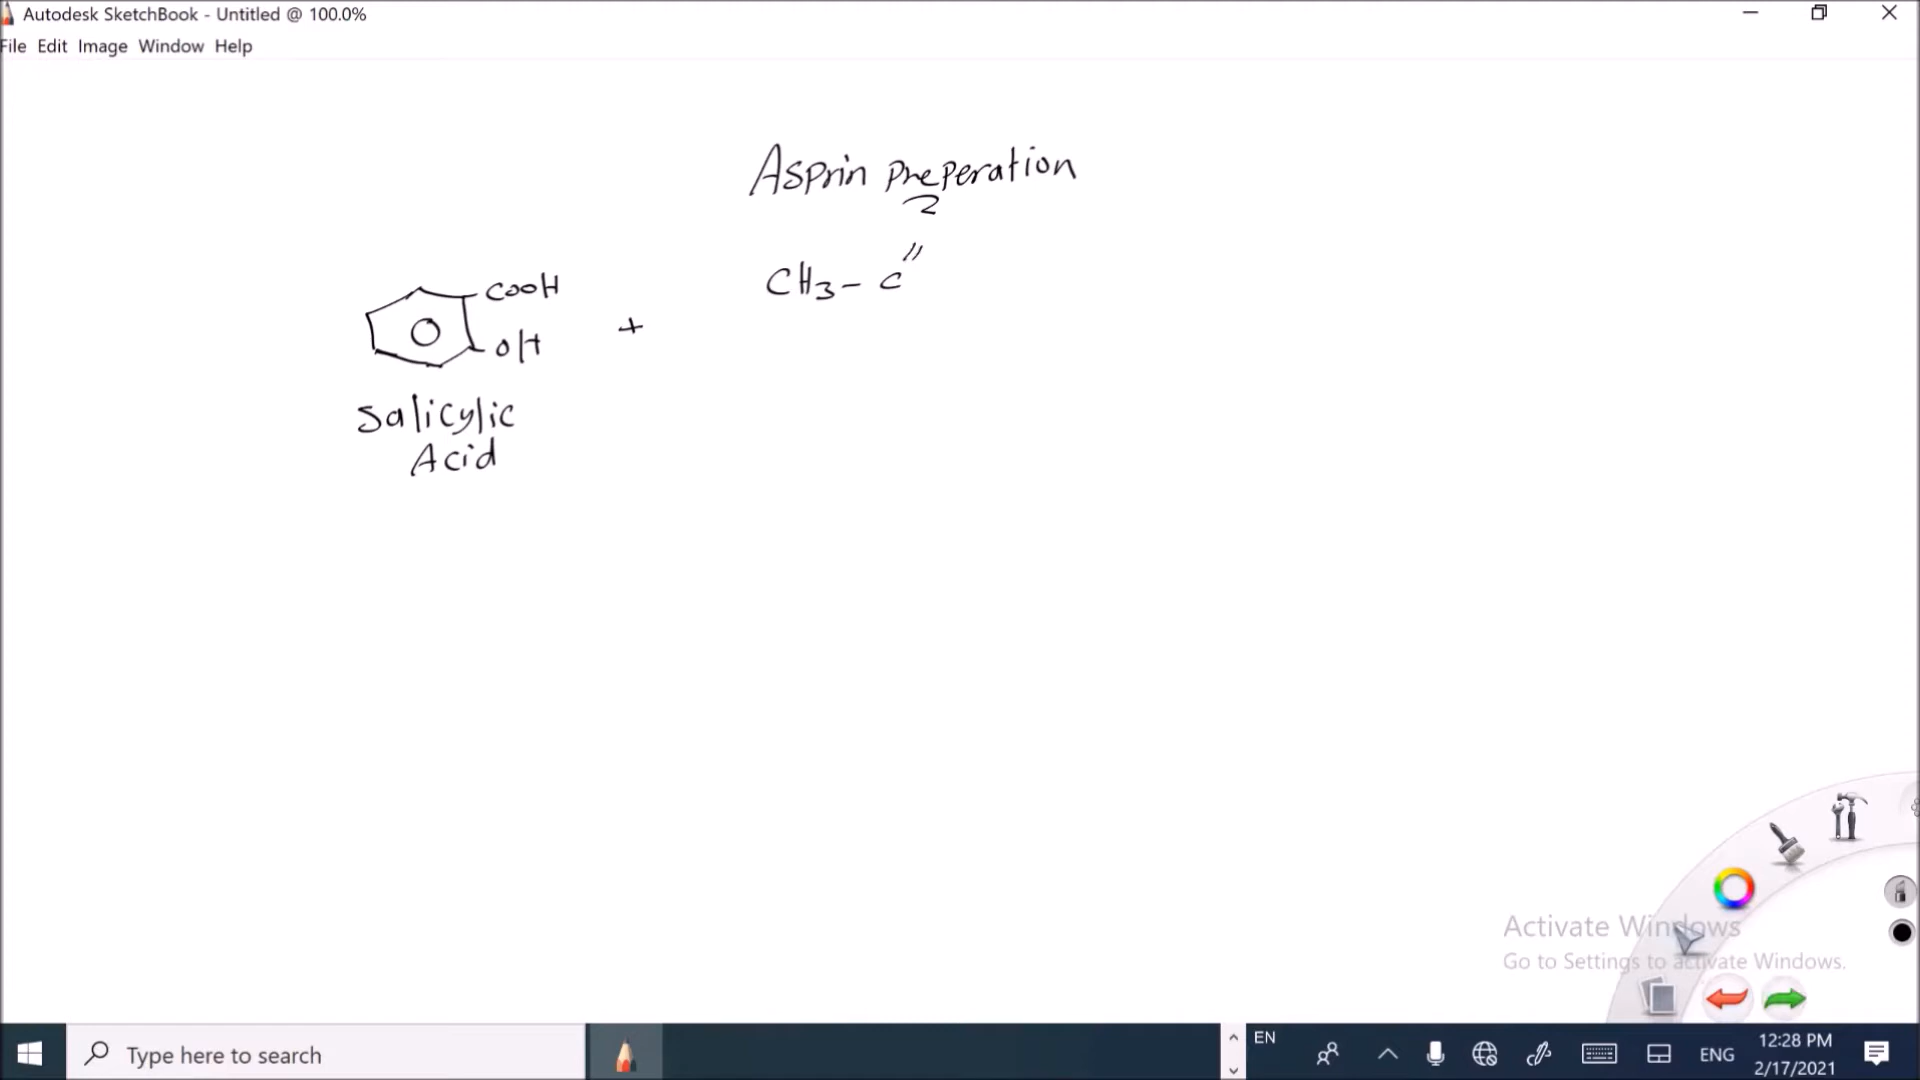 Autodesk SketchBook - Untitled @ 100.0%
File Edit Image Window Help
Asprin preperation
2
CH3- C
COOH
OH
+
Salicylic
Acid
Activate Windows
Go to Settings to activate Windows.
Type here to search
EN
ENG
12:28 PM
2/17/2021